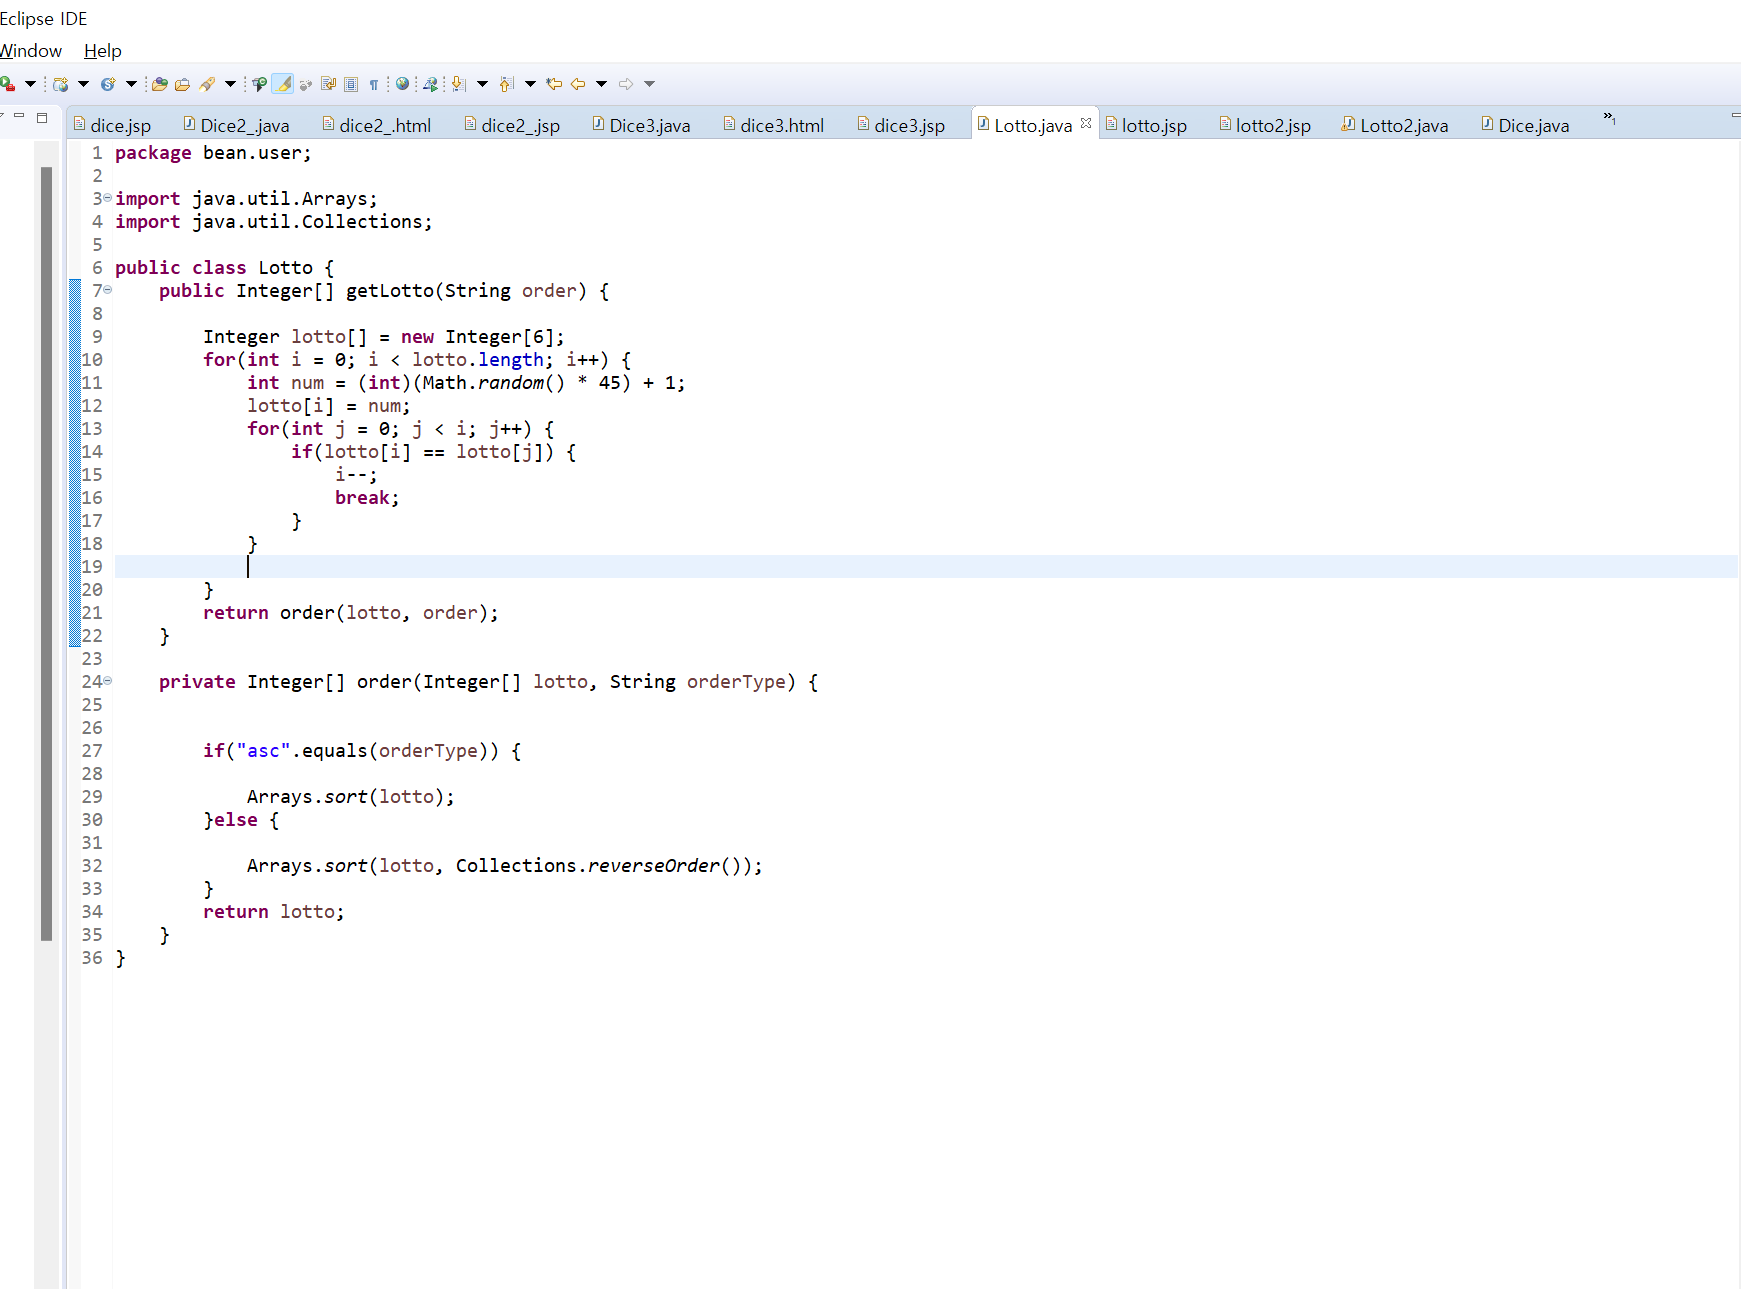 Eclipse IDE
Window Help
dice.jsp Dice2_.java dice2_.html dice2_.jsp Dice3.java dice3.html dice3.jsp Lotto.java lotto.jsp lotto2.jsp Lotto2.java Dice.java »1
1 package bean.user;
2
3 import java.util.Arrays;
4 import java.util.Collections;
5
6 public class Lotto {
7 public Integer[] getLotto(String order) {
8
9 Integer lotto[] = new Integer[6];
10 for(int i = 0; i < lotto.length; i++) {
11 int num = (int)(Math.random() * 45) + 1;
12 lotto[i] = num;
13 for(int j = 0; j < i; j++) {
14 if(lotto[i] == lotto[j]) {
15 i--;
16 break;
17 }
18 }
19
20 }
21 return order(lotto, order);
22 }
23
24 private Integer[] order(Integer[] lotto, String orderType) {
25
26
27 if("asc".equals(orderType)) {
28
29 Arrays.sort(lotto);
30 }else {
31
32 Arrays.sort(lotto, Collections.reverseOrder());
33 }
34 return lotto;
35 }
36 }